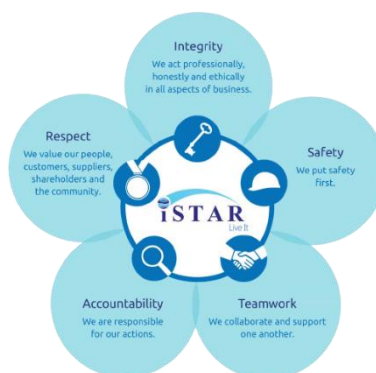 Integrity
We act professionally,
honestly and ethically
in all aspects of business.
Respect
We value our people,
customers, suppliers,
shareholders and
the community.
Safety
We put safety
first.
iSTAR
Live It
Accountability
We are responsible
for our actions.
Teamwork
We collaborate and support
one another.